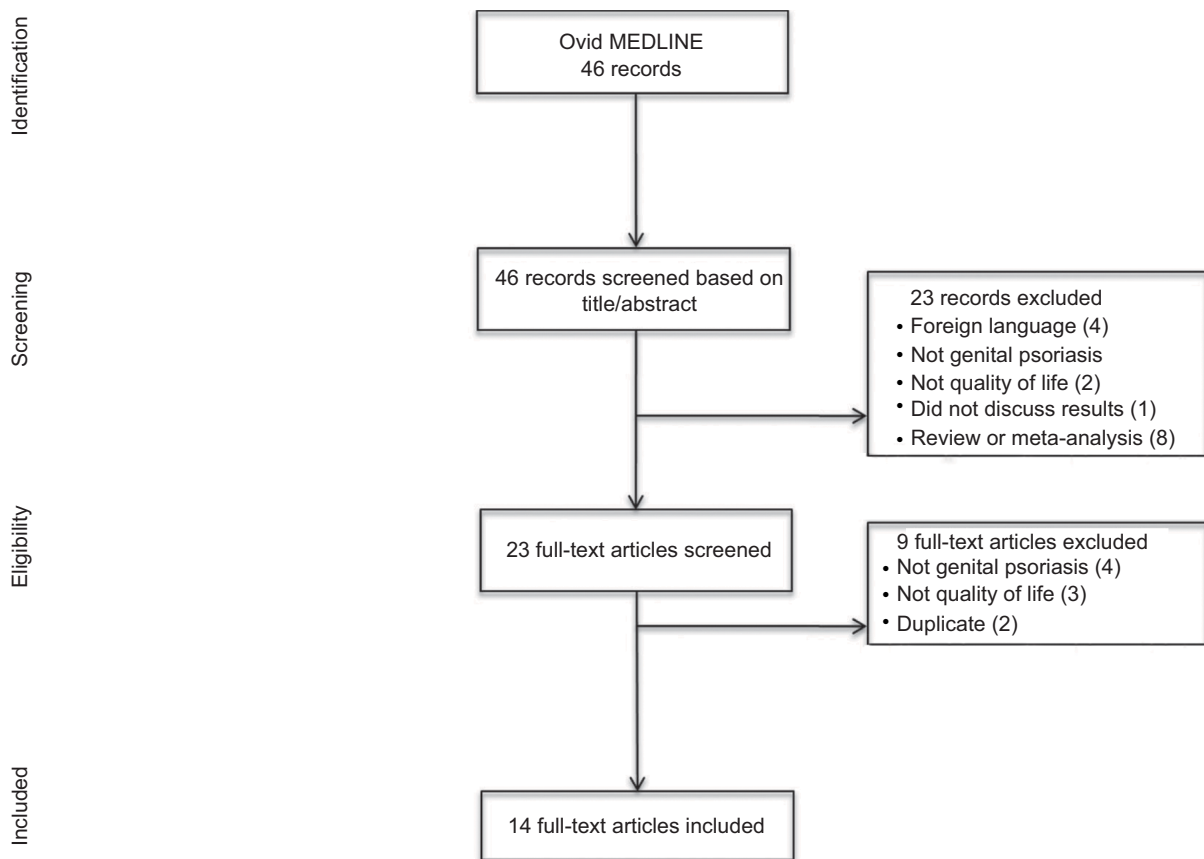 Identification
Ovid MEDLINE
46 records
Screening
46 records screened based on
title/abstract
23 records excluded
• Foreign language (4)
• Not genital psoriasis
• Not quality of life (2)
• Did not discuss results (1)
• Review or meta-analysis (8)
Eligibility
23 full-text articles screened
9 full-text articles excluded
• Not genital psoriasis (4)
• Not quality of life (3)
• Duplicate (2)
Included
14 full-text articles included